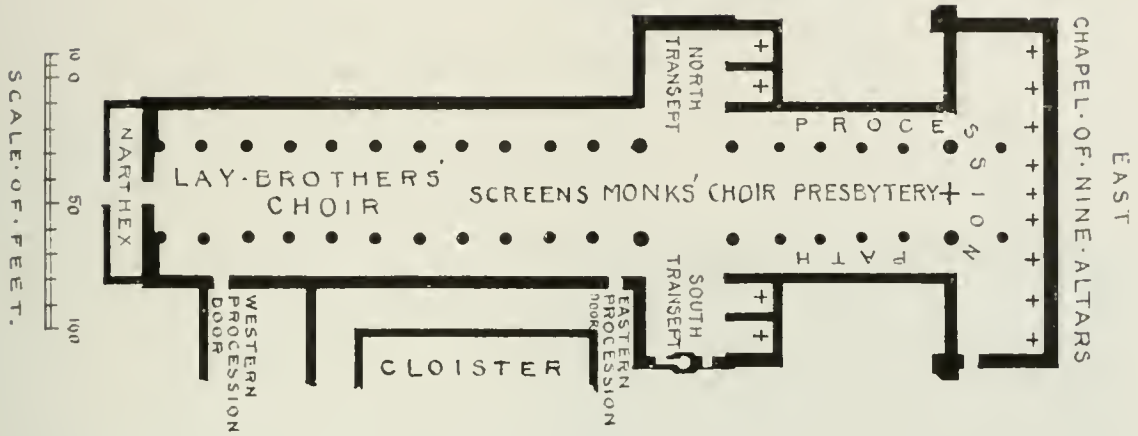 SCALE·OF·FEET.
10 0
50
100
NARTHEX
LAY-BROTHERS'
CHOIR
SCREENS MONKS' CHOIR PRESBYTERY
NORTH
TRANSEPT
SOUTH
TRANSEPT
PROCESSION
PATH
WESTERN
PROCESSION
DOOR
EASTERN
PROCESSION
DOOR
CLOISTER
CHAPEL·OF·NINE·ALTARS
EAST